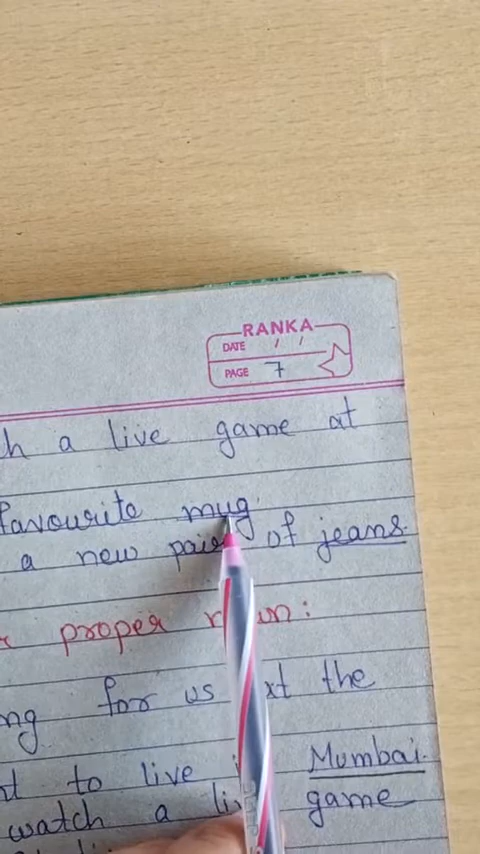 RANKA
DATE / /
PAGE 7
h a live game at
favourite mug.
a new pair of jeans.
proper
ng for us the
to live Mumbai.
watch a game